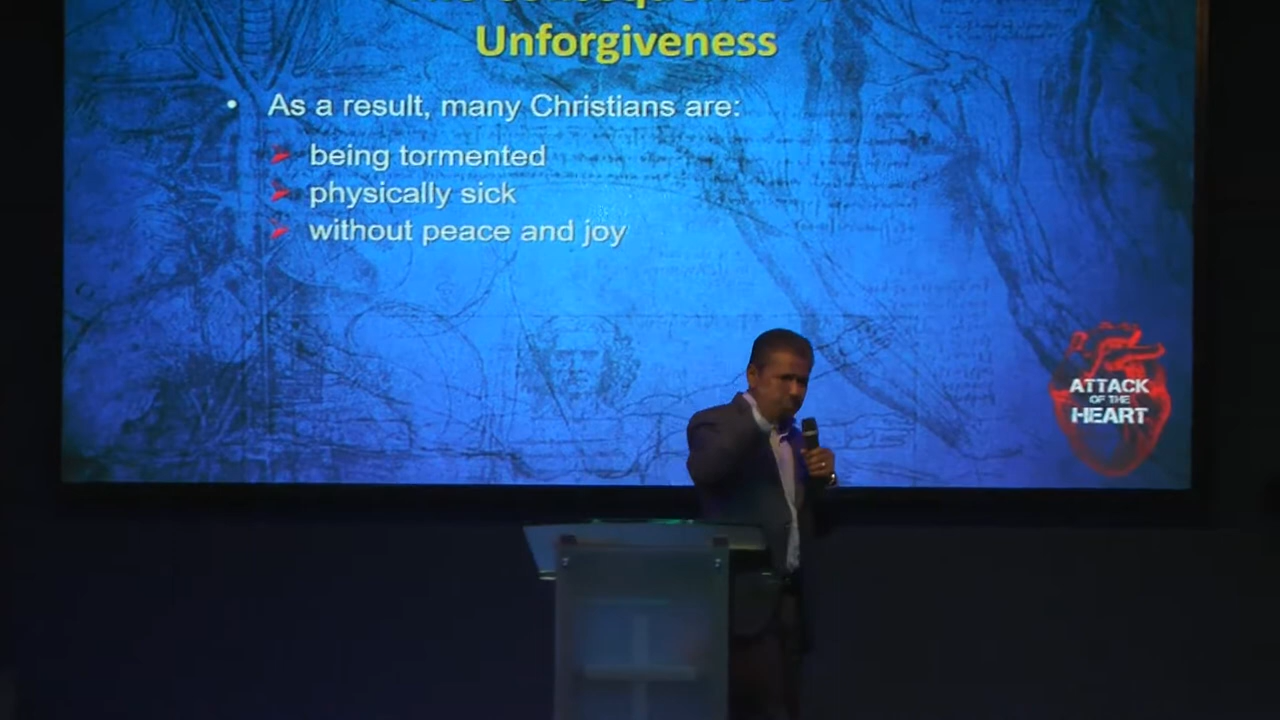 Unforgiveness
• As a result, many Christians are:
being tormented
physically sick
without peace and joy
ATTACK
OF THE
HEART